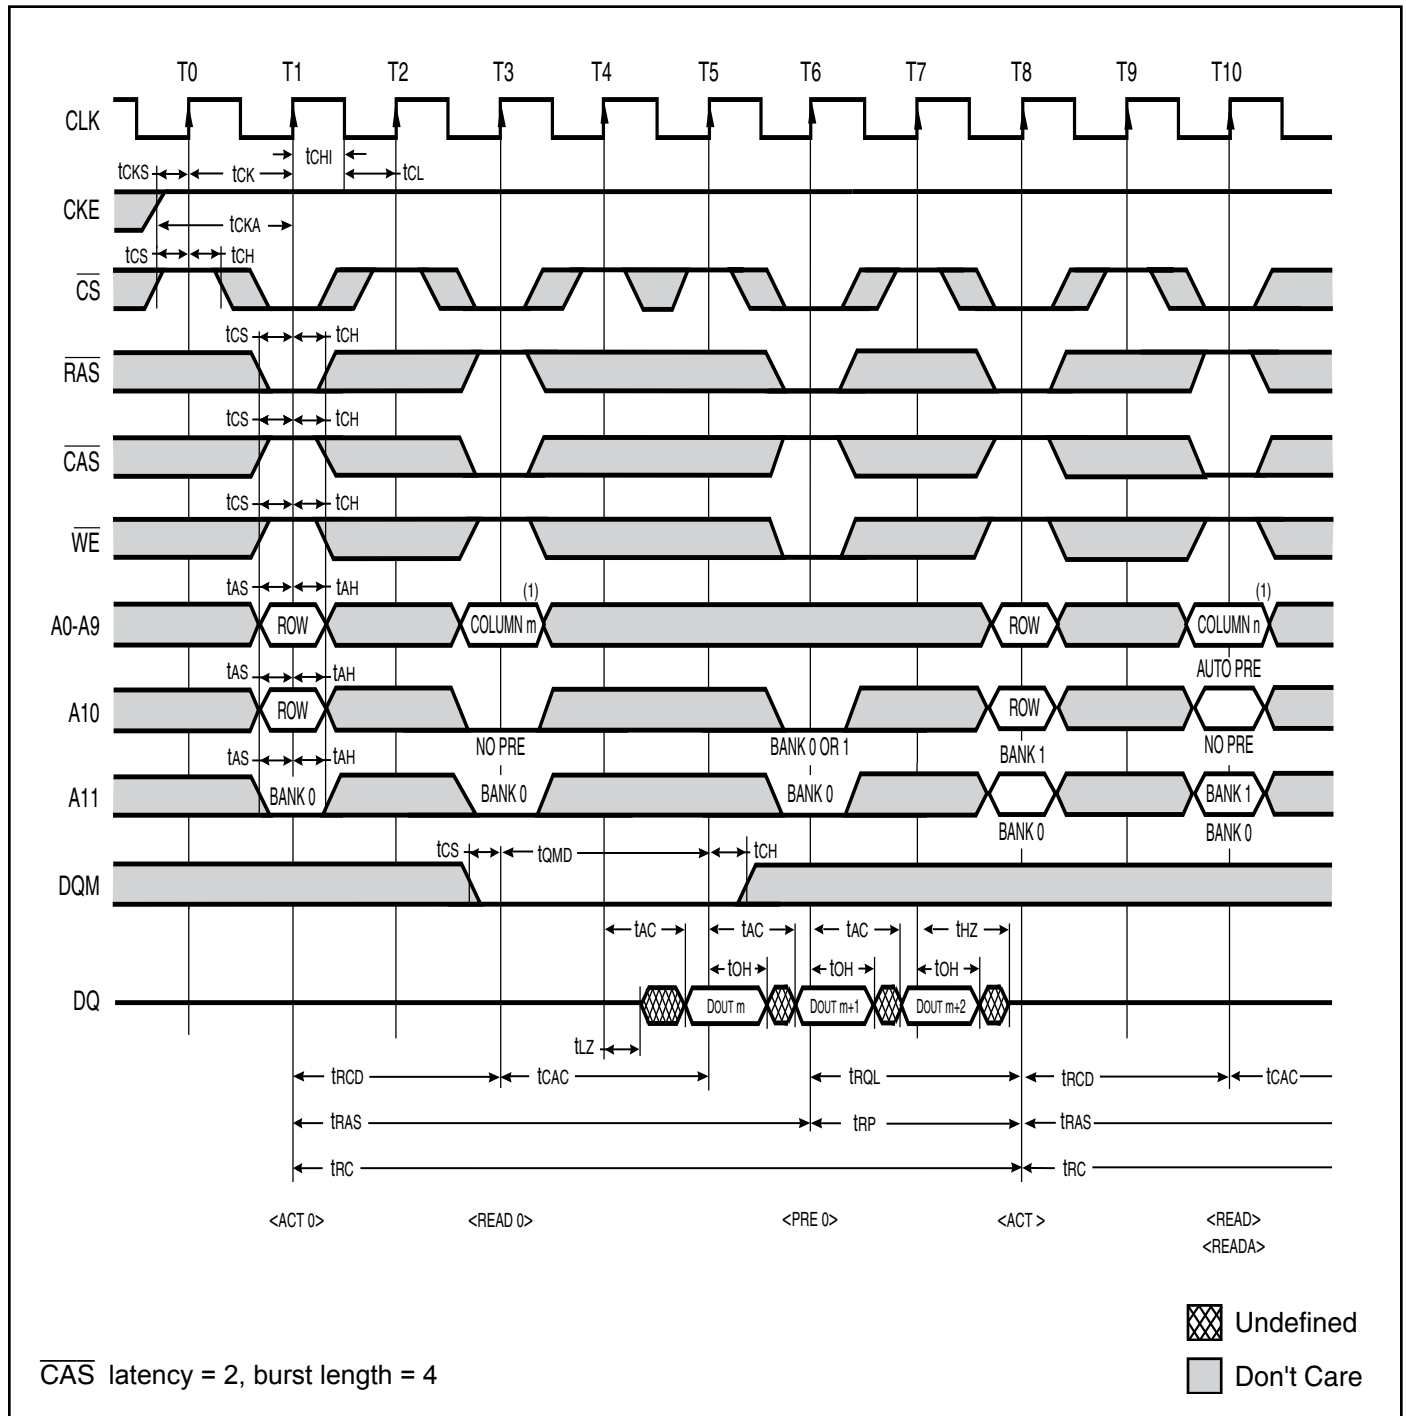 T0 T1 T2 T3 T4 T5 T6 T7 T8 T9 T10
CLK
tCHI
tCKS tCK tCL
CKE
tCKA
tCS tCH
CS
tCS tCH
RAS
tCS tCH
CAS
tCS tCH
WE
tAS tAH (1) (1)
A0-A9 ROW COLUMN m ROW COLUMN n
tAS tAH AUTO PRE
A10 ROW ROW
NO PRE BANK 0 OR 1 BANK 1 NO PRE
tAS tAH
A11 BANK 0 BANK 0 BANK 0 BANK 1
BANK 0 BANK 0
tCS tQMD tCH
DQM
tAC tAC tAC tHZ
tOH tOH tOH
DQ DOUT m DOUT m+1 DOUT m+2
tLZ
tRCD tCAC tRQL tRCD tCAC
tRAS tRP tRAS
tRC tRC
<ACT 0> <READ 0> <PRE 0> <ACT > <READ>
<READA>
Undefined
CAS latency = 2, burst length = 4
Don't Care